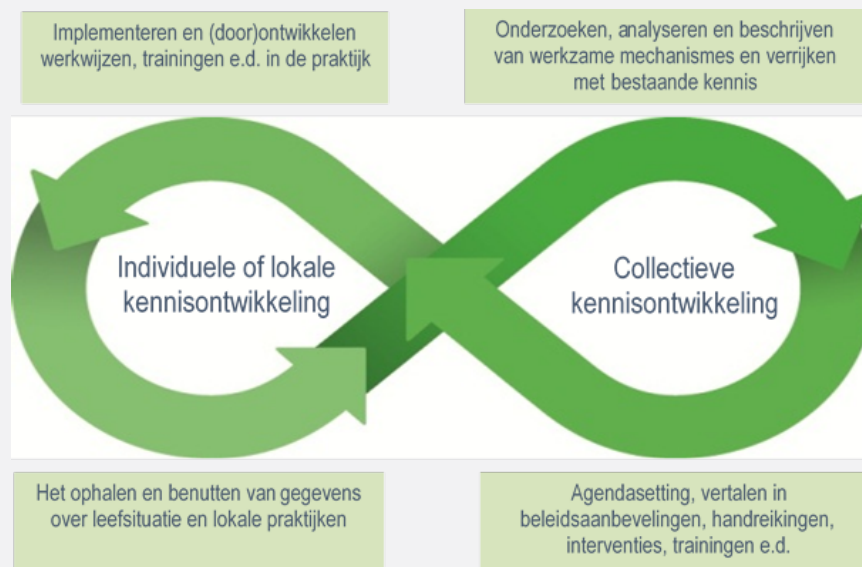 Implementeren en (door)ontwikkelen
werkwijzen, trainingen e.d. in de praktijk
Onderzoeken, analyseren en beschrijven
van werkzame mechanismes en verrijken
met bestaande kennis
Individuele of lokale
kennisontwikkeling
Collectieve
kennisontwikkeling
Het ophalen en benutten van gegevens
over leefsituatie en lokale praktijken
Agendasetting, vertalen in
beleidsaanbevelingen, handreikingen,
interventies, trainingen e.d.